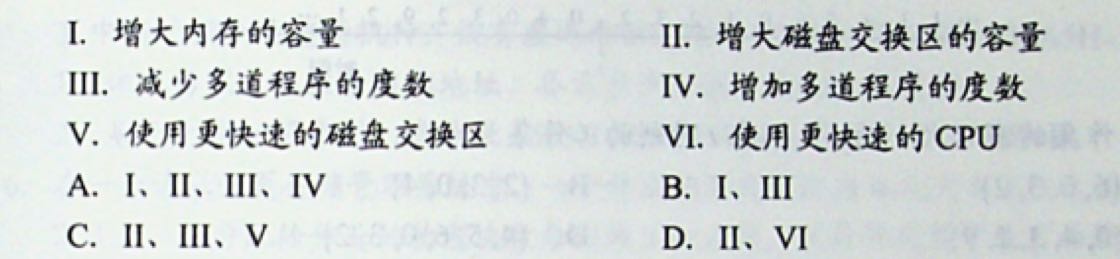 I. 增大内存的容量 II. 增大磁盘交换区的容量
III. 减少多道程序的度数 IV. 增加多道程序的度数
V. 使用更快速的磁盘交换区 VI. 使用更快速的 CPU
A. I、II、III、IV B. I、III
C. II、III、V D. II、VI